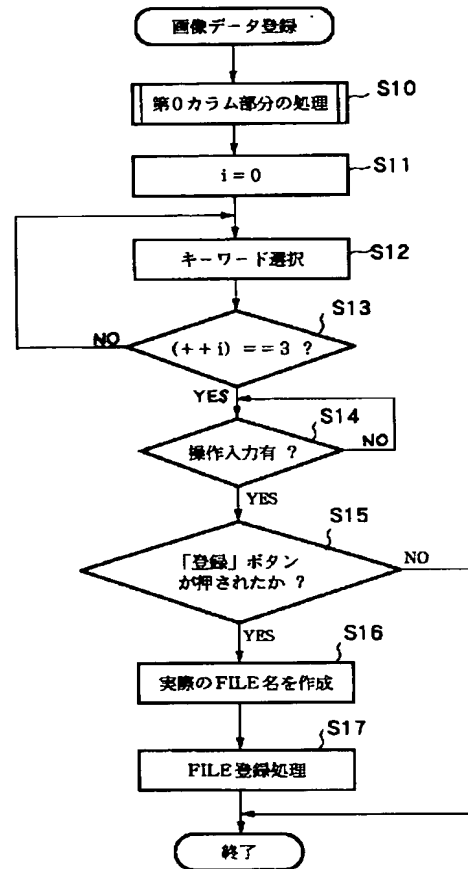 画像データ登録
第0カラム部分の処理
S10
i=0
S11
キーワード選択
S12
S13
(++i)==3 ?
NO
YES
S14
操作入力有 ?
NO
YES
S15
「登録」ボタン
が押されたか ?
NO
YES
S16
実際のFILE名を作成
S17
FILE登録処理
終了